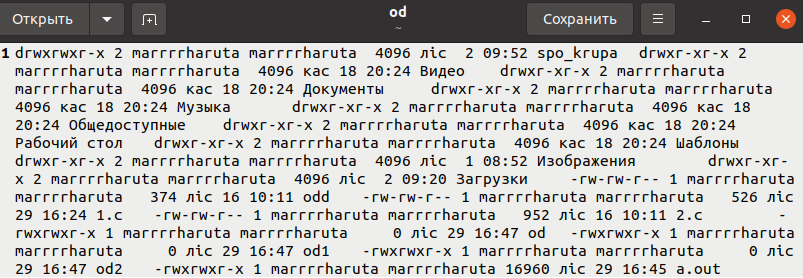 Открыть
od
~
Сохранить
1 drwxrwxr-x 2 marrrrharuta marrrrharuta  4096 ліс  2 09:52 spo_krupa  drwxr-xr-x 2
marrrrharuta marrrrharuta  4096 кас 18 20:24 Видео   drwxr-xr-x 2 marrrrharuta
marrrrharuta  4096 кас 18 20:24 Документы     drwxr-xr-x 2 marrrrharuta marrrrharuta
4096 кас 18 20:24 Музыка       drwxr-xr-x 2 marrrrharuta marrrrharuta  4096 кас 18
20:24 Общедоступные    drwxr-xr-x 2 marrrrharuta marrrrharuta  4096 кас 18 20:24
Рабочий стол   drwxr-xr-x 2 marrrrharuta marrrrharuta  4096 кас 18 20:24 Шаблоны
drwxr-xr-x 2 marrrrharuta marrrrharuta  4096 ліс  1 08:52 Изображения       drwxr-xr-
x 2 marrrrharuta marrrrharuta  4096 ліс  2 09:20 Загрузки    -rw-rw-r-- 1 marrrrharuta
marrrrharuta   374 ліс 16 10:11 odd   -rw-rw-r-- 1 marrrrharuta marrrrharuta   526 ліс
29 16:24 1.c   -rw-rw-r-- 1 marrrrharuta marrrrharuta   952 ліс 16 10:11 2.c         -
rwxrwxr-x 1 marrrrharuta marrrrharuta     0 ліс 29 16:47 od   -rwxrwxr-x 1 marrrrharuta
marrrrharuta     0 ліс 29 16:47 od1   -rwxrwxr-x 1 marrrrharuta marrrrharuta     0 ліс
29 16:47 od2   -rwxrwxr-x 1 marrrrharuta marrrrharuta 16960 ліс 29 16:45 a.out